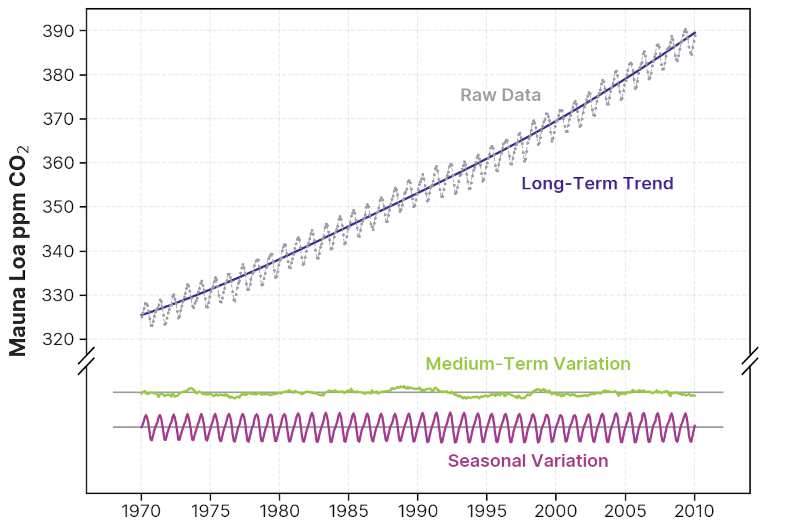 390
380
370
360
350
340
330
320
Mauna Loa ppm CO₂
Raw Data
Long-Term Trend
Medium-Term Variation
Seasonal Variation
1970 1975 1980 1985 1990 1995 2000 2005 2010